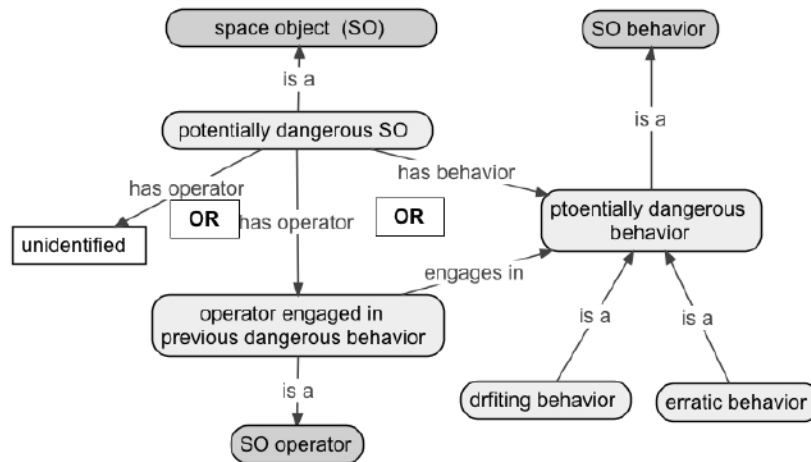 space object (SO)
SO behavior
is a
is a
potentially dangerous SO
has behavior
has operator
OR
has operator
OR
unidentified
ptoentially dangerous
behavior
engages in
operator engaged in
previous dangerous behavior
is a
is a
is a
drfiting behavior
erratic behavior
SO operator